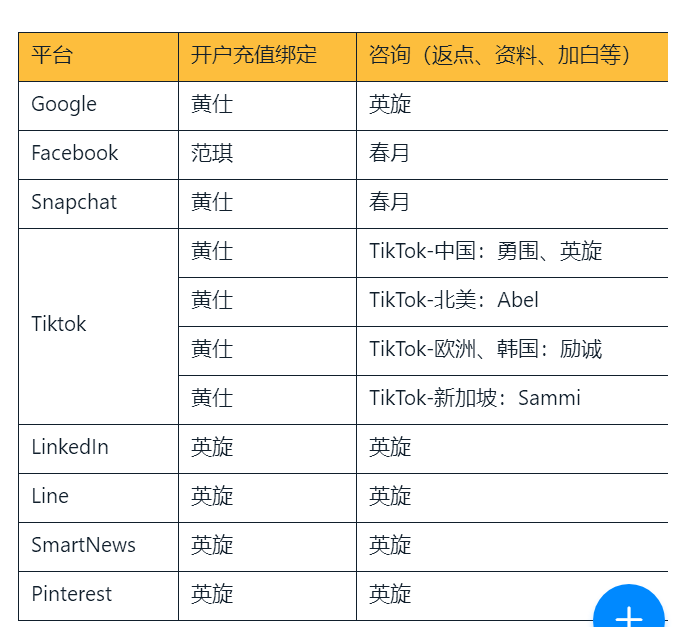 平台 开户充值绑定 咨询（返点、资料、加白等）
Google 黄仕 英旋
Facebook 范琪 春月
Snapchat 黄仕 春月
Tiktok 黄仕 TikTok-中国：勇围、英旋
黄仕 TikTok-北美：Abel
黄仕 TikTok-欧洲、韩国：励诚
黄仕 TikTok-新加坡：Sammi
LinkedIn 英旋 英旋
Line 英旋 英旋
SmartNews 英旋 英旋
Pinterest 英旋 英旋